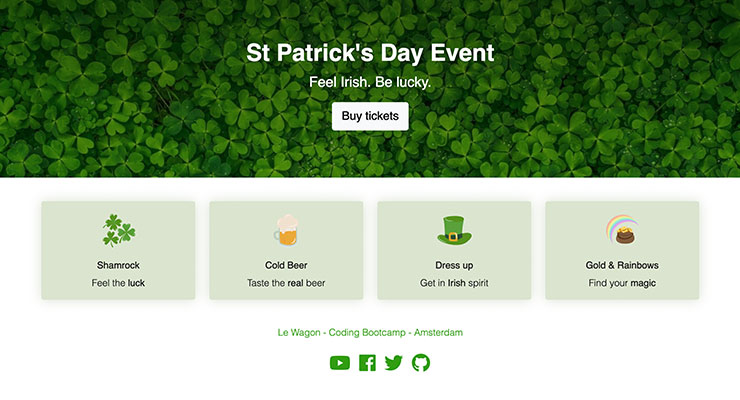 St Patrick's Day Event
Feel Irish. Be lucky.
Buy tickets
Shamrock
Feel the luck
Cold Beer
Taste the real beer
Dress up
Get in Irish spirit
Gold & Rainbows
Find your magic
Le Wagon - Coding Bootcamp - Amsterdam